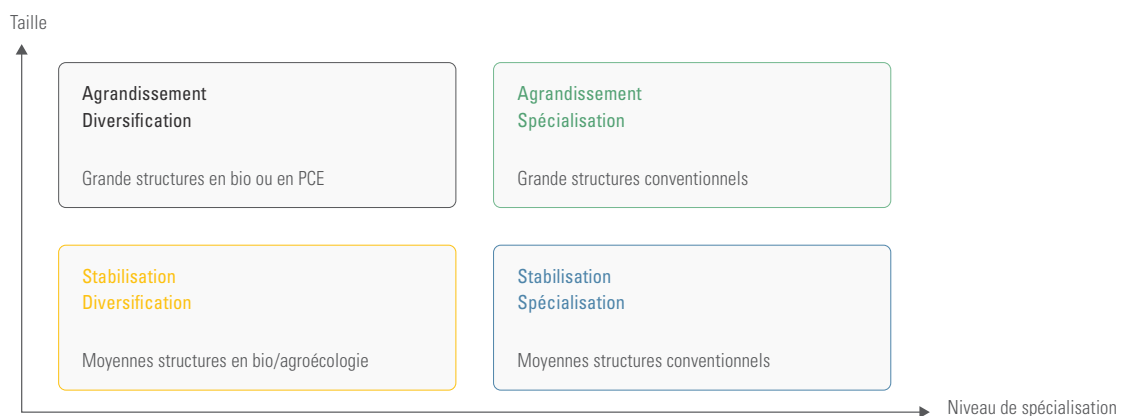 Taille
Agrandissement
Diversification
Grande structures en bio ou en PCE
Agrandissement
Spécialisation
Grande structures conventionnels
Stabilisation
Diversification
Moyennes structures en bio/agroécologie
Stabilisation
Spécialisation
Moyennes structures conventionnels
Niveau de spécialisation